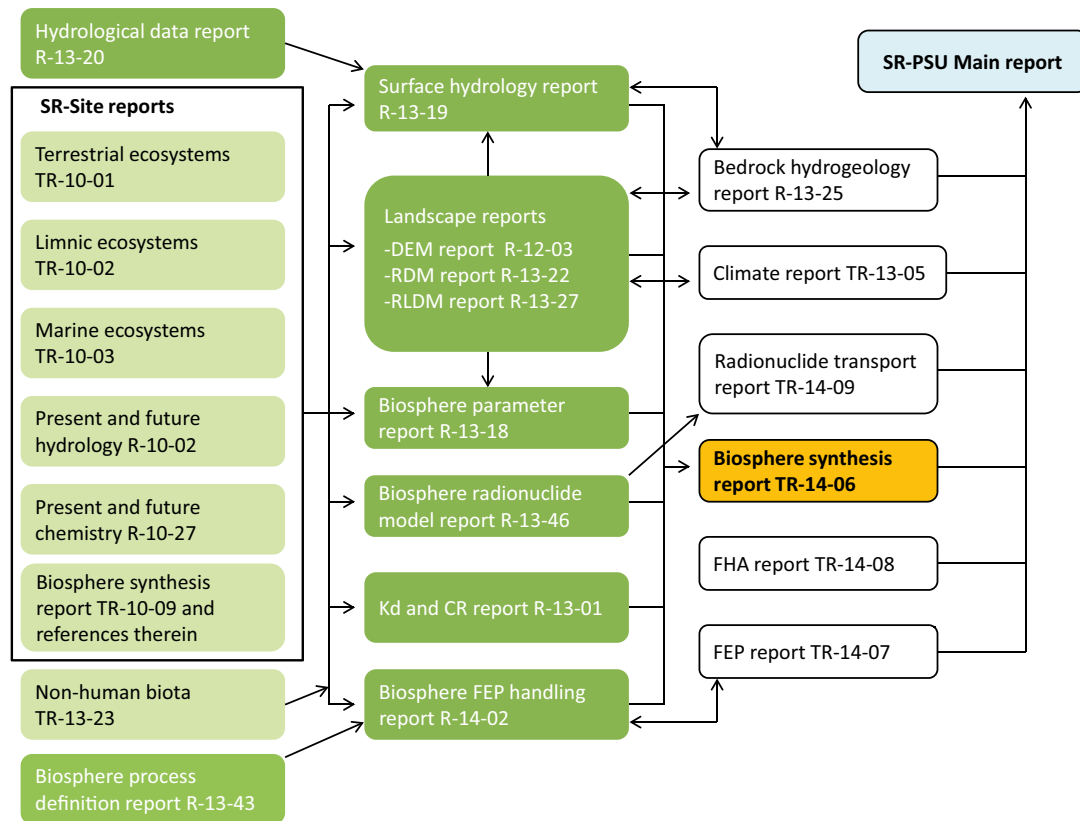 Hydrological data report
R-13-20
SR-Site reports
Terrestrial ecosystems
TR-10-01
Limnic ecosystems
TR-10-02
Marine ecosystems
TR-10-03
Present and future
hydrology R-10-02
Present and future
chemistry R-10-27
Biosphere synthesis
report TR-10-09 and
references therein
Non-human biota
TR-13-23
Biosphere process
definition report R-13-43
Surface hydrology report
R-13-19
Landscape reports
-DEM report R-12-03
-RDM report R-13-22
-RLDM report R-13-27
Biosphere parameter
report R-13-18
Biosphere radionuclide
model report R-13-46
Kd and CR report R-13-01
Biosphere FEP handling
report R-14-02
SR-PSU Main report
Bedrock hydrogeology
report R-13-25
Climate report TR-13-05
Radionuclide transport
report TR-14-09
Biosphere synthesis
report TR-14-06
FHA report TR-14-08
FEP report TR-14-07